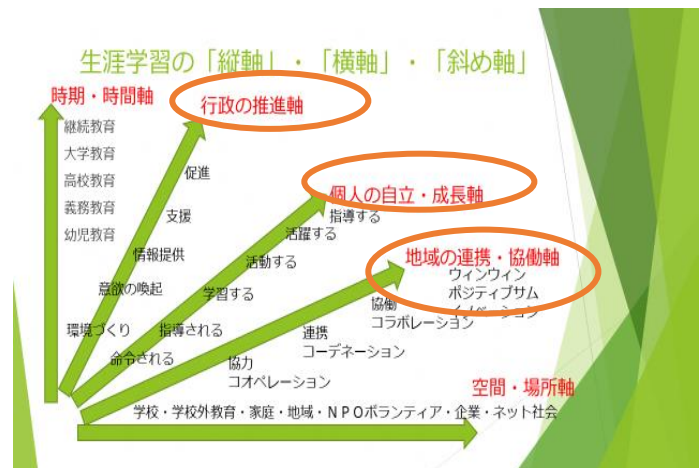 生涯学習の「縦軸」・「横軸」・「斜め軸」
時期・時間軸
継続教育
大学教育
高校教育
義務教育
幼児教育
行政の推進軸
促進
支援
情報提供
意欲の喚起
環境づくり
個人の自立・成長軸
指導する
活躍する
活動する
学習する
指導される
命令される
地域の連携・協働軸
ウィンウィン
ポジティブサム
イノベーション
協働
コラボレーション
連携
コーデネーション
協力
コオペレーション
空間・場所軸
学校・学校外教育・家庭・地域・NPOボランティア・企業・ネット社会